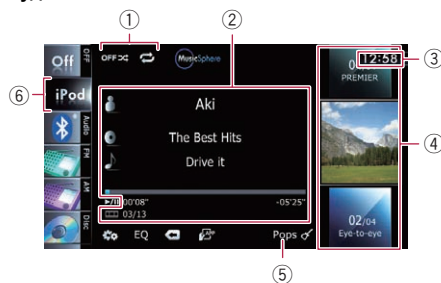 ① ② ③ ④ ⑤ ⑥
Off OFF
OFF MusicSphere
12:58
PREMIER
iPod
Aki
Audio
The Best Hits
FM
Drive it
AM
00'08" -05'25"
03/13
02/04
Eye-to-eye
Disc
EQ App Pops